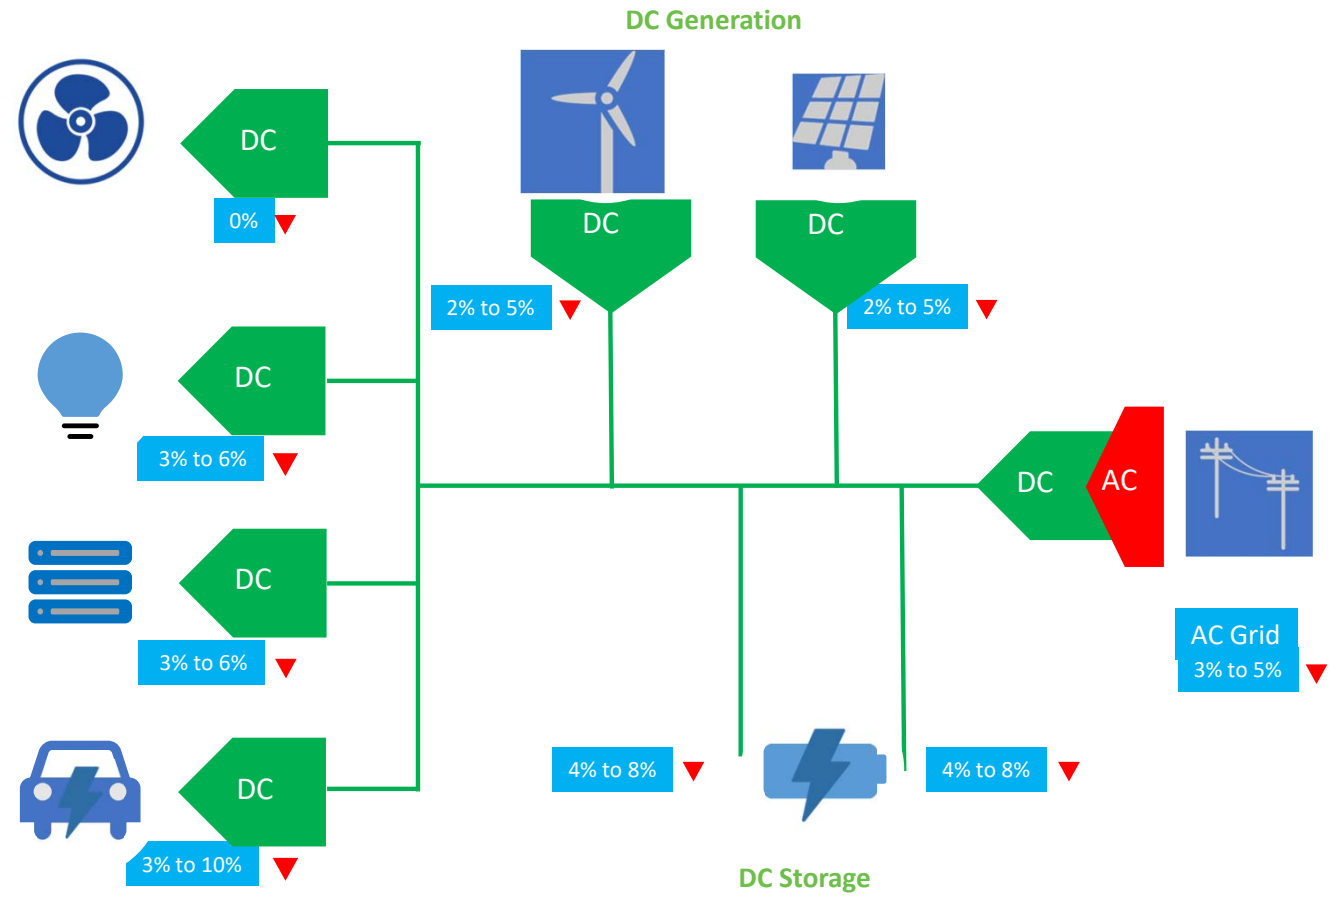 DC Generation
DC
0%
DC
DC
2% to 5%
2% to 5%
DC
3% to 6%
DC
AC
DC
3% to 6%
AC Grid
3% to 5%
DC
3% to 10%
4% to 8%
4% to 8%
DC Storage